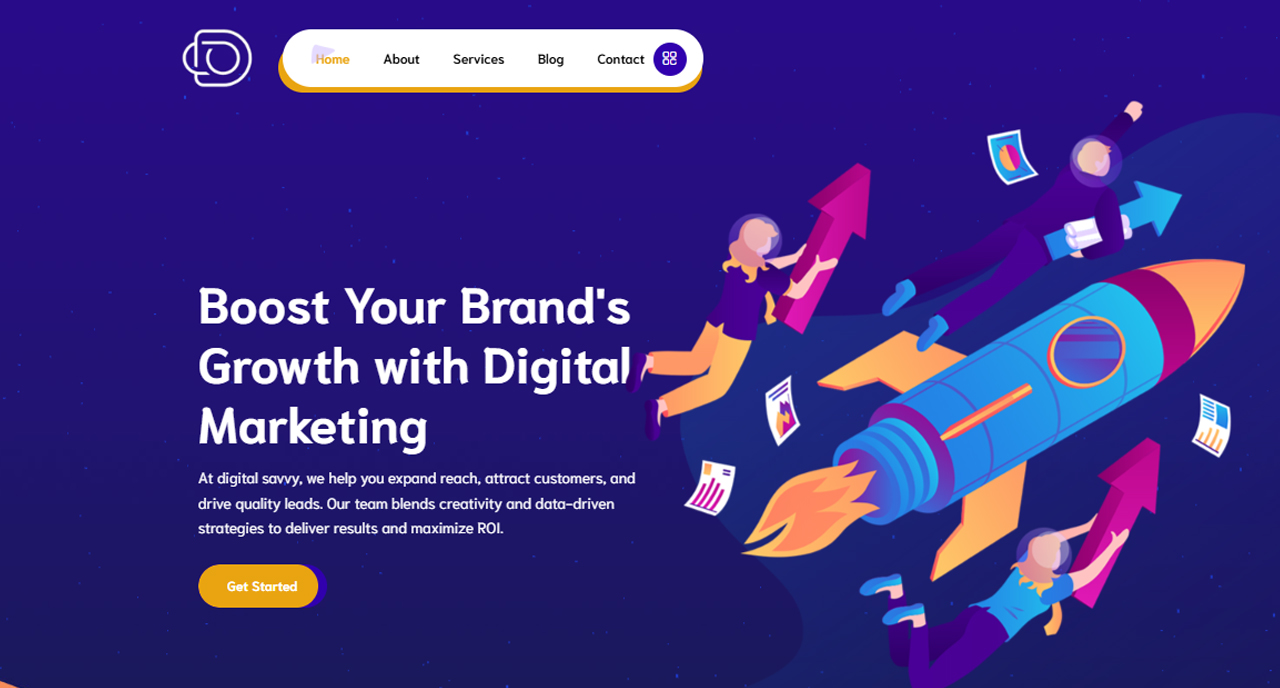 Home About Services Blog Contact
Boost Your Brand's
Growth with Digital
Marketing
At digital savvy, we help you expand reach, attract customers, and
drive quality leads. Our team blends creativity and data-driven
strategies to deliver results and maximize ROI.
Get Started